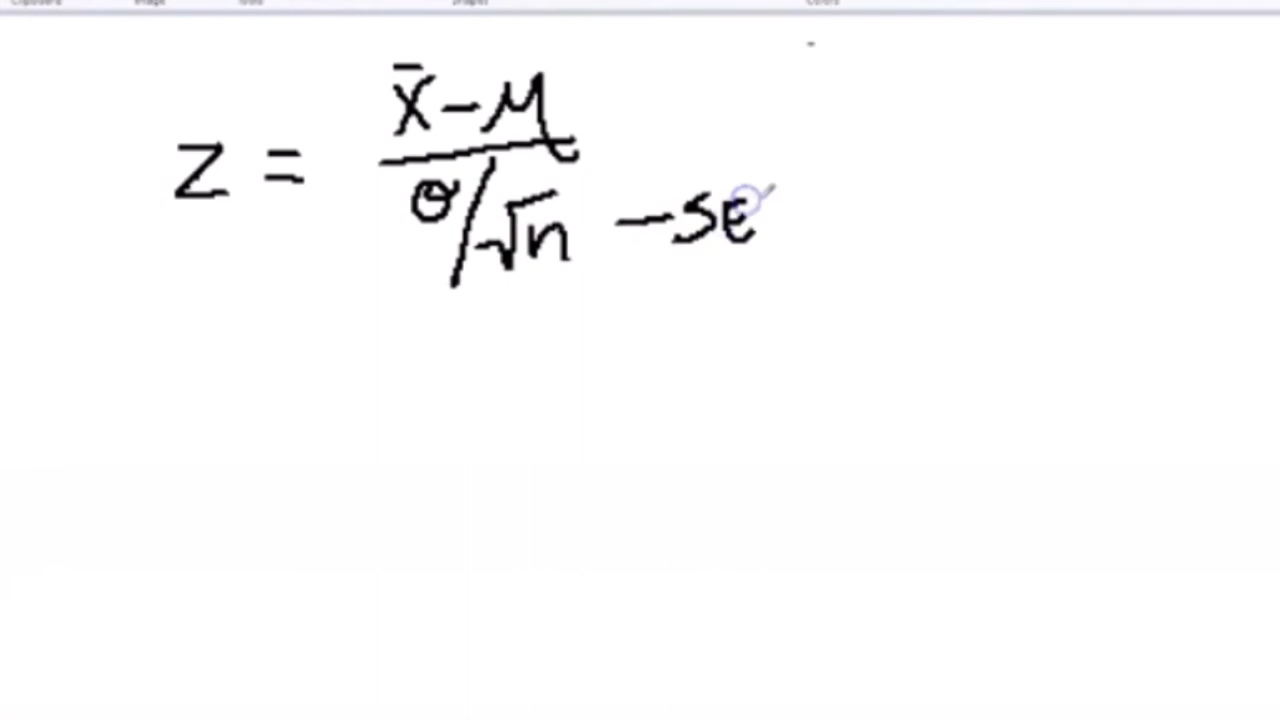 Z = x̄ - μ / σ/√n - SE